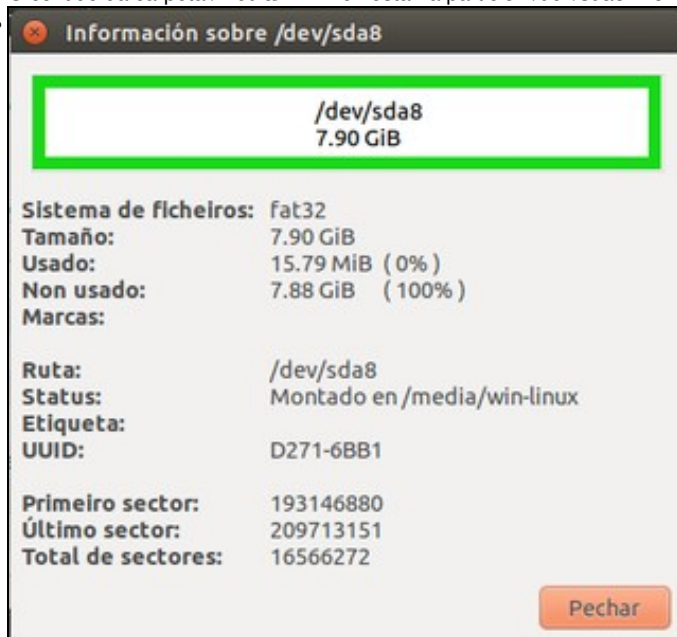 Información sobre /dev/sda8
/dev/sda8
7.90 GiB
Sistema de ficheiros: fat32
Tamaño: 7.90 GiB
Usado: 15.79 MiB ( 0% )
Non usado: 7.88 GiB ( 100% )
Marcas:
Ruta: /dev/sda8
Status: Montado en /media/win-linux
Etiqueta:
UUID: D271-6BB1
Primeiro sector: 193146880
Último sector: 209713151
Total de sectores: 16566272
Pechar